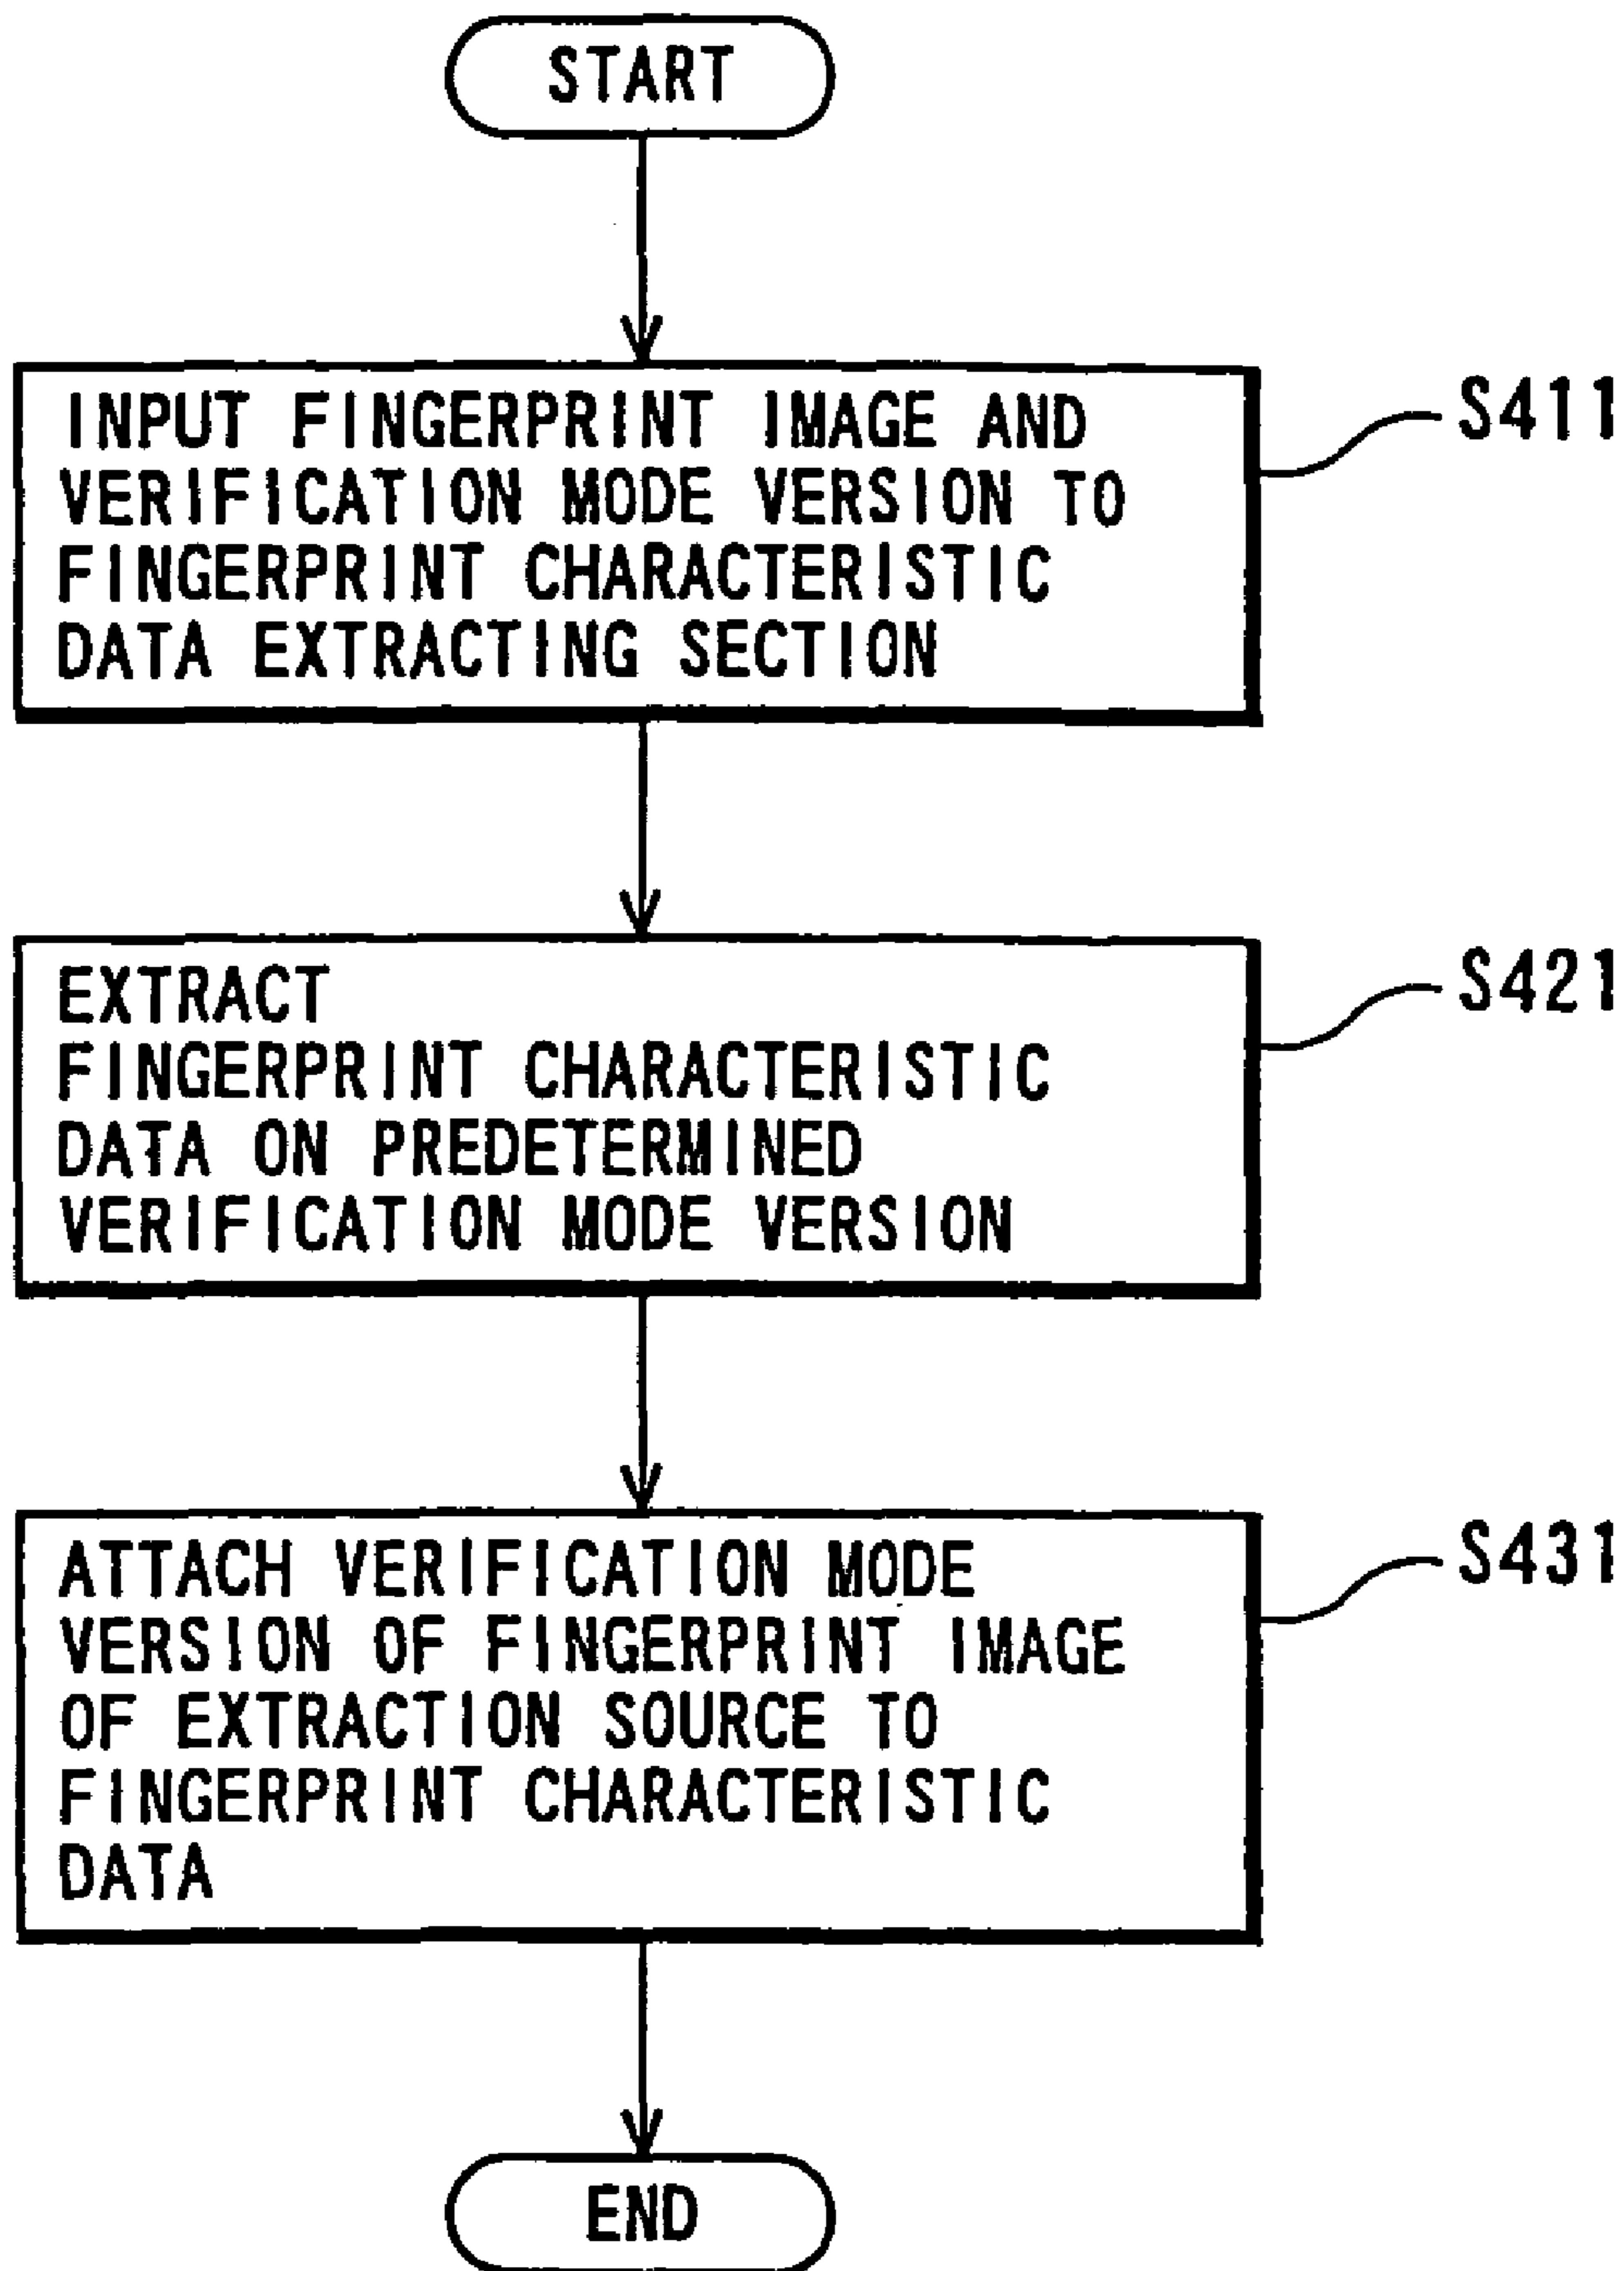 START
INPUT FINGERPRINT IMAGE AND
VERIFICATION MODE VERSION TO
FINGERPRINT CHARACTERISTIC
DATA EXTRACTING SECTION
S411
EXTRACT
FINGERPRINT CHARACTERISTIC
DATA ON PREDETERMINED
VERIFICATION MODE VERSION
S421
ATTACH VERIFICATION MODE
VERSION OF FINGERPRINT IMAGE
OF EXTRACTION SOURCE TO
FINGERPRINT CHARACTERISTIC
DATA
S431
END